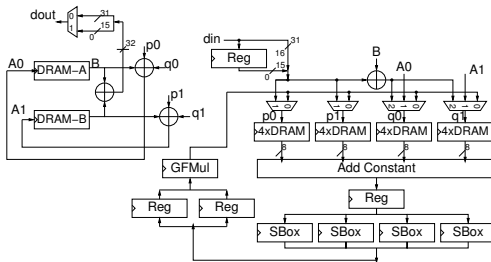 dout
0
1
31
15
0
32
p0
A0
DRAM-A
B
q0
p1
A1
DRAM-B
q1
din
31
16
15
0
Reg
B
A0
A1
0
1
0
1
0
1
2
0
1
2
p0
p1
q0
q1
4xDRAM
4xDRAM
4xDRAM
4xDRAM
8
8
8
8
GFMul
Add Constant
Reg
Reg
Reg
SBox
SBox
SBox
SBox